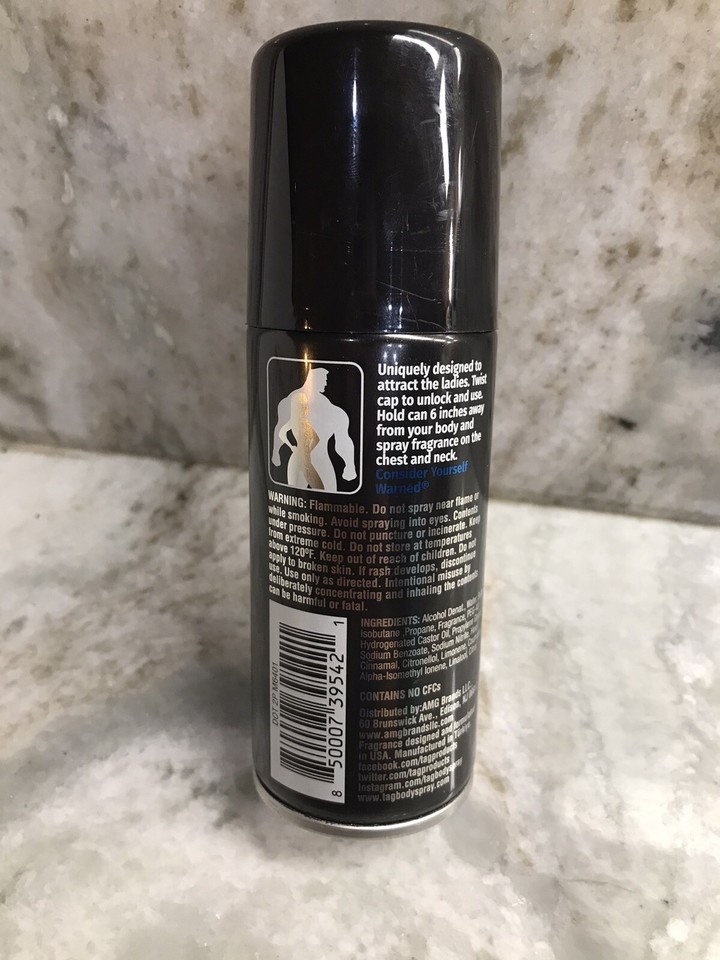 Uniquely designed to
attract the ladies. Twist
cap to unlock and use.
Hold can 6 inches away
from your body and
spray fragrance on the
chest and neck.
Consider Yourself
Warned®
WARNING: Flammable. Do not spray near flame or
while smoking. Avoid spraying into eyes. Contents
under pressure. Do not puncture or incinerate. Keep
from extreme cold. Do not store at temperatures
above 120°F. Keep out of reach of children. Do not
apply to broken skin. If rash develops, discontinue
use. Use only as directed. Intentional misuse by
deliberately concentrating and inhaling the contents
can be harmful or fatal.
INGREDIENTS: Alcohol Denat.,
Isobutane, Propane, Fragrance,
Hydrogenated Castor Oil, Propylene
Sodium Benzoate, Sodium Nitrite,
Cinnamal, Citronellol, Limonene,
Alpha-Isomethyl Ionene, Linalool,
CONTAINS NO CFCs
Distributed by:AMG Brands LLC
60 Brunswick Ave., Edison, NJ
www.amgbrandsllc.com
Fragrance designed and
in USA. Manufactured in
facebook.com/tagproducts
twitter.com/tagproducts
Instagram.com/tagbodyspray
www.tagbodyspray.com
DOT 2P M6401
8 50007 39542 1